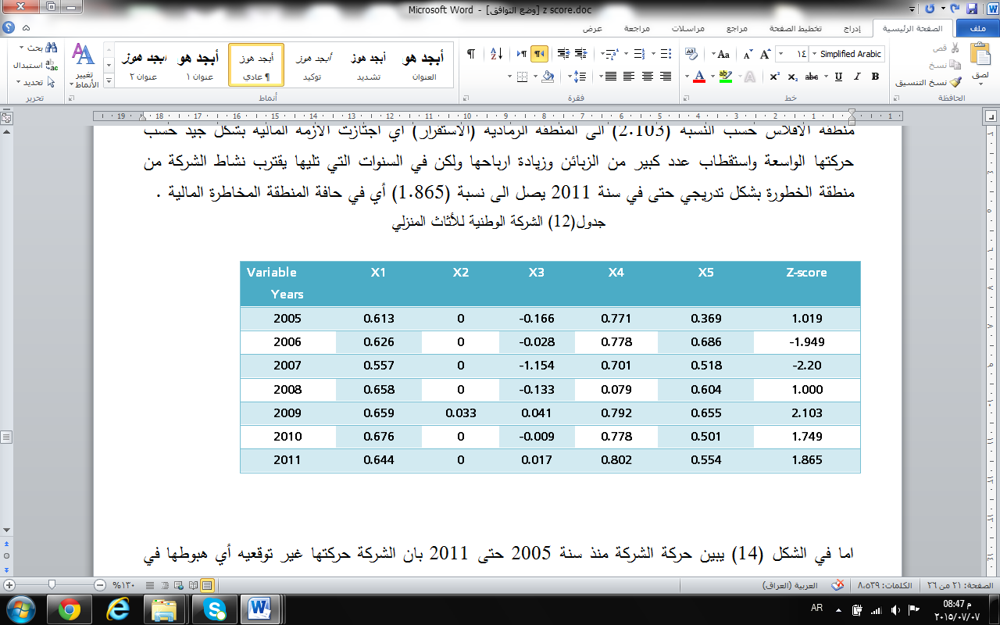 z score.doc [وضع التوافق] - Microsoft Word
ملف
الصفحة الرئيسية
إدراج
تخطيط الصفحة
مراجع
مراسلات
مراجعة
عرض
لصق
قص
نسخ
نسخ التنسيق
الحافظة
Simplified Arabic
١٤
خط
فقرة
أبجد هو
العنوان
أبجد هوز
تشديد
أبجد هوز
توكيد
أبجد هوز
¶ عادي
أبجد هو
عنوان ١
أبجد هوز
عنوان ٢
تغيير الأنماط
أنماط
بحث
استبدال
تحديد
تحرير
منطقة الافلاس حسب النسبة (2.103) الى المنطقة الرمادية (الاستقرار) أي اجتازت الازمة المالية بشكل جيد حسب
حركتها الواسعة واستقطاب عدد كبير من الزبائن وزيادة ارباحها ولكن في السنوات التي تليها يقترب نشاط الشركة من
منطقة الخطورة بشكل تدريجي حتى في سنة 2011 يصل الى نسبة (1.865) أي في حافة المنطقة المخاطرة المالية .
جدول(12) الشركة الوطنية للأثاث المنزلي
Variable X1 X2 X3 X4 X5 Z-score
Years
2005 0.613 0 -0.166 0.771 0.369 1.019
2006 0.626 0 -0.028 0.778 0.686 -1.949
2007 0.557 0 -1.154 0.701 0.518 -2.20
2008 0.658 0 -0.133 0.079 0.604 1.000
2009 0.659 0.033 0.041 0.792 0.655 2.103
2010 0.676 0 -0.009 0.778 0.501 1.749
2011 0.644 0 0.017 0.802 0.554 1.865
اما في الشكل (14) يبين حركة الشركة منذ سنة 2005 حتى 2011 بان الشركة حركتها غير توقعيه أي هبوطها في
الصفحة: ٢١ من ٢٦
الكلمات: ٨،٥٣٩
العربية (العراق)
١٣٠%
AR
08:47 م
٢٠١٥/٠٧/٠٧